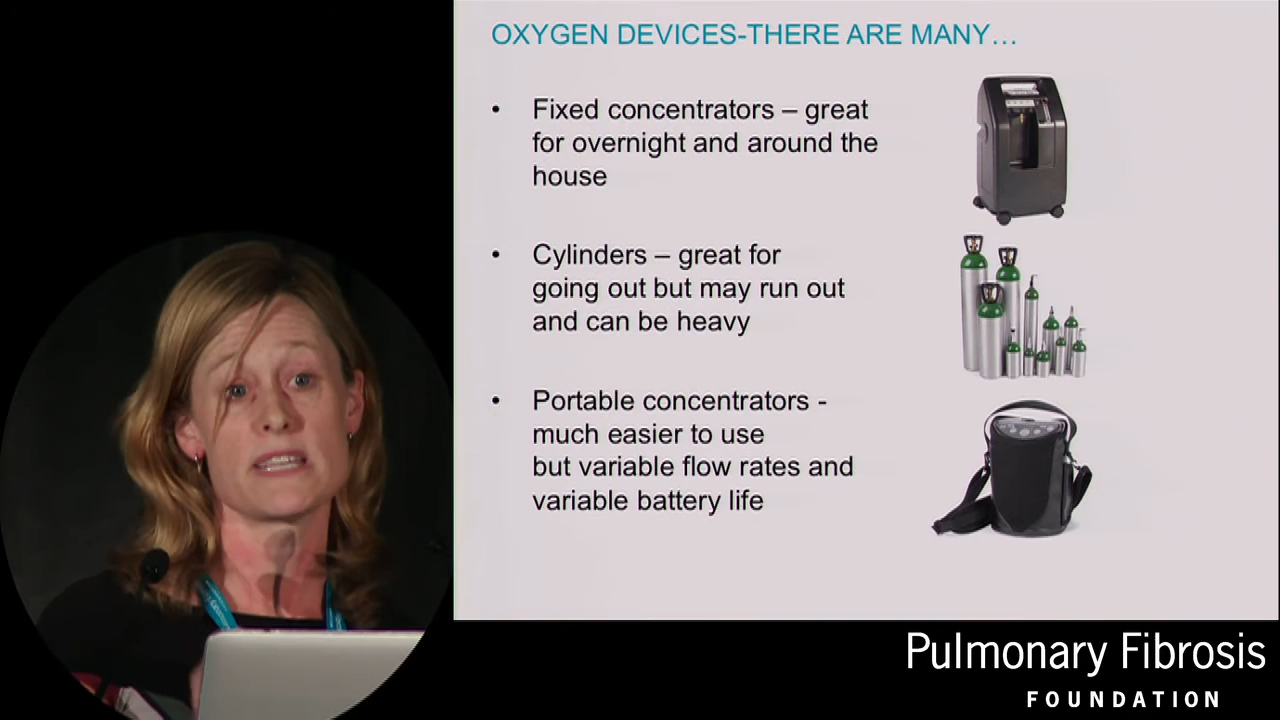 OXYGEN DEVICES-THERE ARE MANY…
• Fixed concentrators – great
for overnight and around the
house
• Cylinders – great for
going out but may run out
and can be heavy
• Portable concentrators -
much easier to use
but variable flow rates and
variable battery life
Pulmonary Fibrosis
FOUNDATION